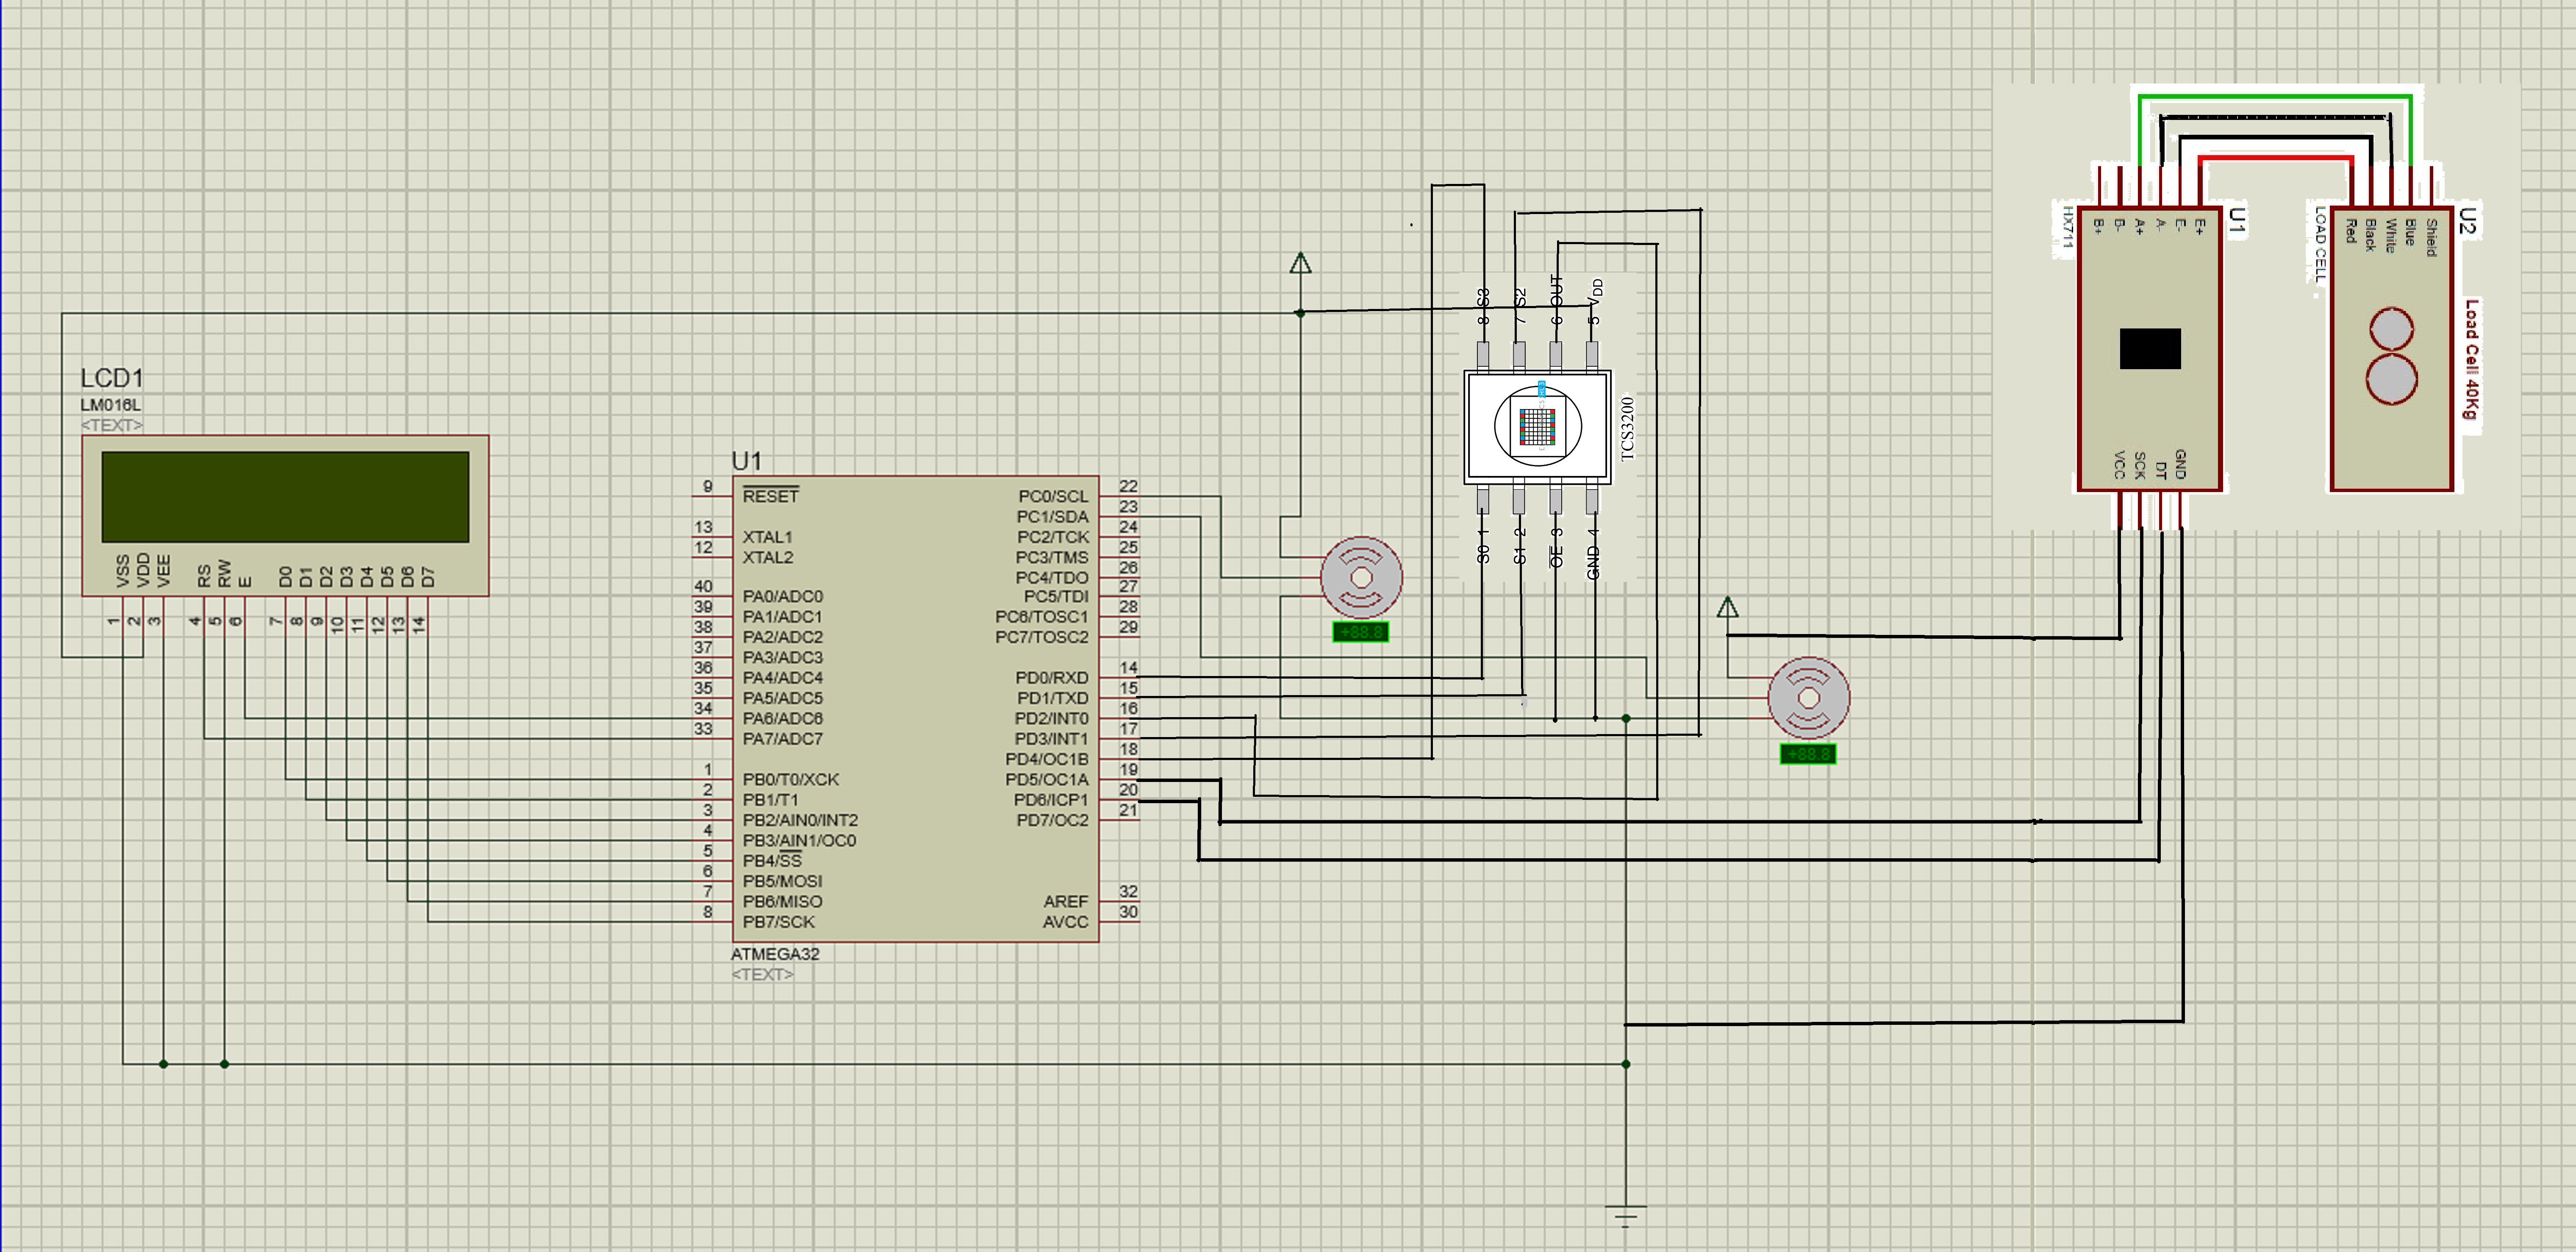 LCD1
LM016L
<TEXT>
VSS
VDD
VEE
RS
RW
E
D0
D1
D2
D3
D4
D5
D6
D7
1
2
3
4
5
6
7
8
9
10
11
12
13
14
U1
9
RESET
13
XTAL1
12
XTAL2
40
PA0/ADC0
39
PA1/ADC1
38
PA2/ADC2
37
PA3/ADC3
36
PA4/ADC4
35
PA5/ADC5
34
PA6/ADC6
33
PA7/ADC7
1
PB0/T0/XCK
2
PB1/T1
3
PB2/AIN0/INT2
4
PB3/AIN1/OC0
5
PB4/SS
6
PB5/MOSI
7
PB6/MISO
8
PB7/SCK
PC0/SCL
22
PC1/SDA
23
PC2/TCK
24
PC3/TMS
25
PC4/TDO
26
PC5/TDI
27
PC6/TOSC1
28
PC7/TOSC2
29
PD0/RXD
14
PD1/TXD
15
PD2/INT0
16
PD3/INT1
17
PD4/OC1B
18
PD5/OC1A
19
PD6/ICP1
20
PD7/OC2
21
AREF
32
AVCC
30
ATMEGA32
<TEXT>
+88.8
8 S3
7 S2
6 OUT
5 VDD
TCS3200
S0 1
S1 2
OE 3
GND 4
+88.8
HX711
B+
B-
A+
A-
E-
E+
U1
VCC
SCK
DT
GND
LOAD CELL
Red
Black
White
Blue
Shield
U2
Load Cell 40Kg